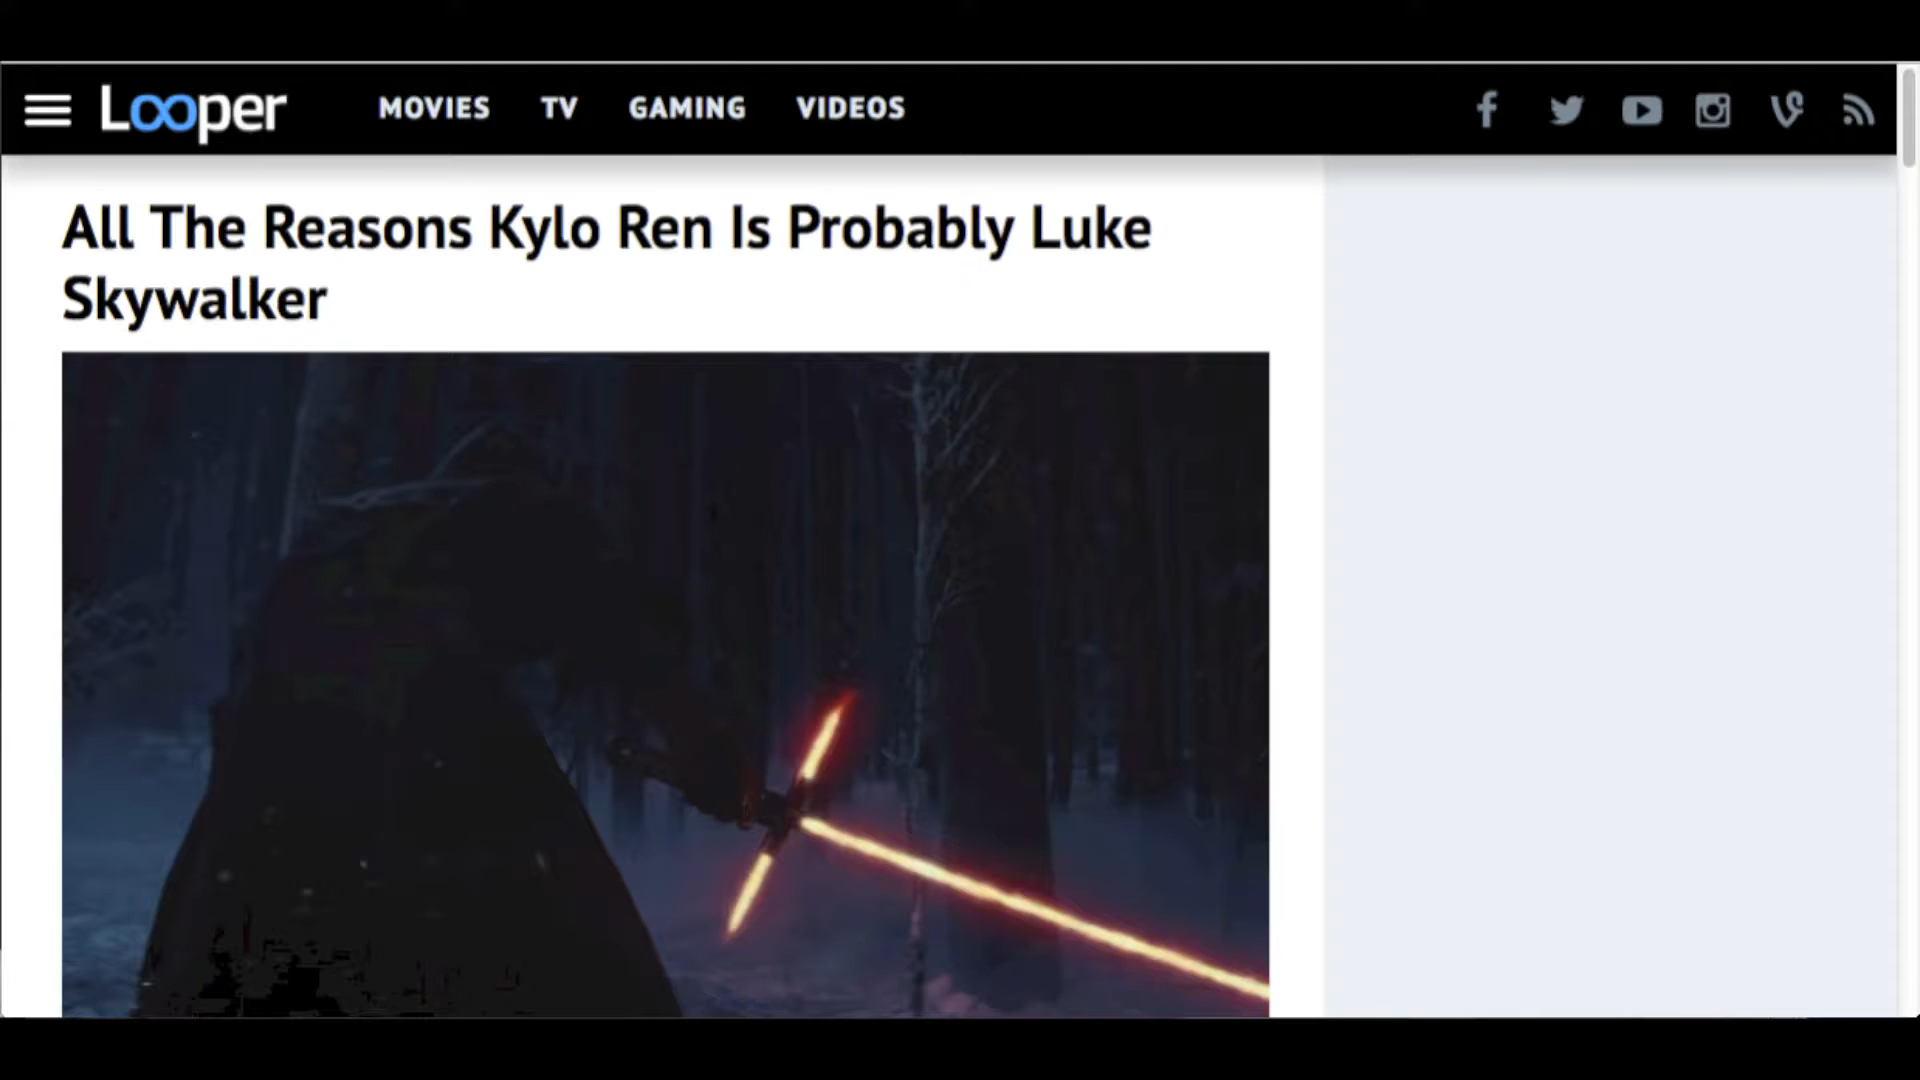 Looper
MOVIES TV GAMING VIDEOS
All The Reasons Kylo Ren Is Probably Luke
Skywalker